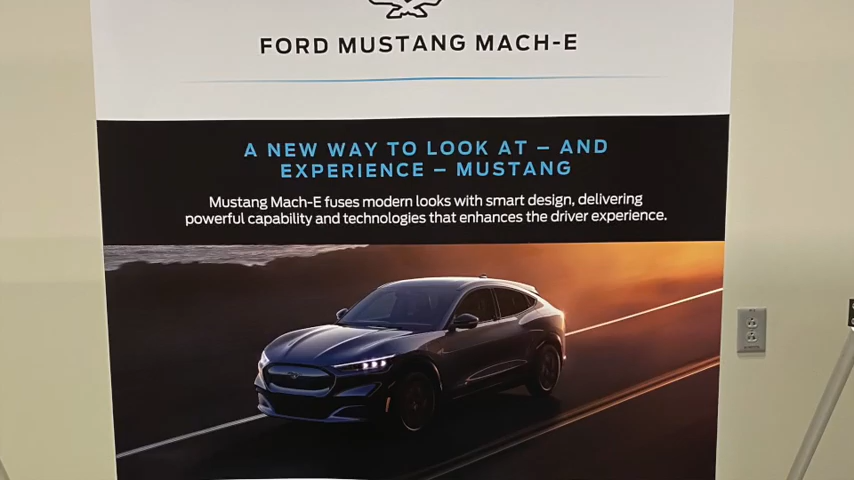 FORD MUSTANG MACH-E
A NEW WAY TO LOOK AT – AND
EXPERIENCE – MUSTANG
Mustang Mach-E fuses modern looks with smart design, delivering
powerful capability and technologies that enhances the driver experience.